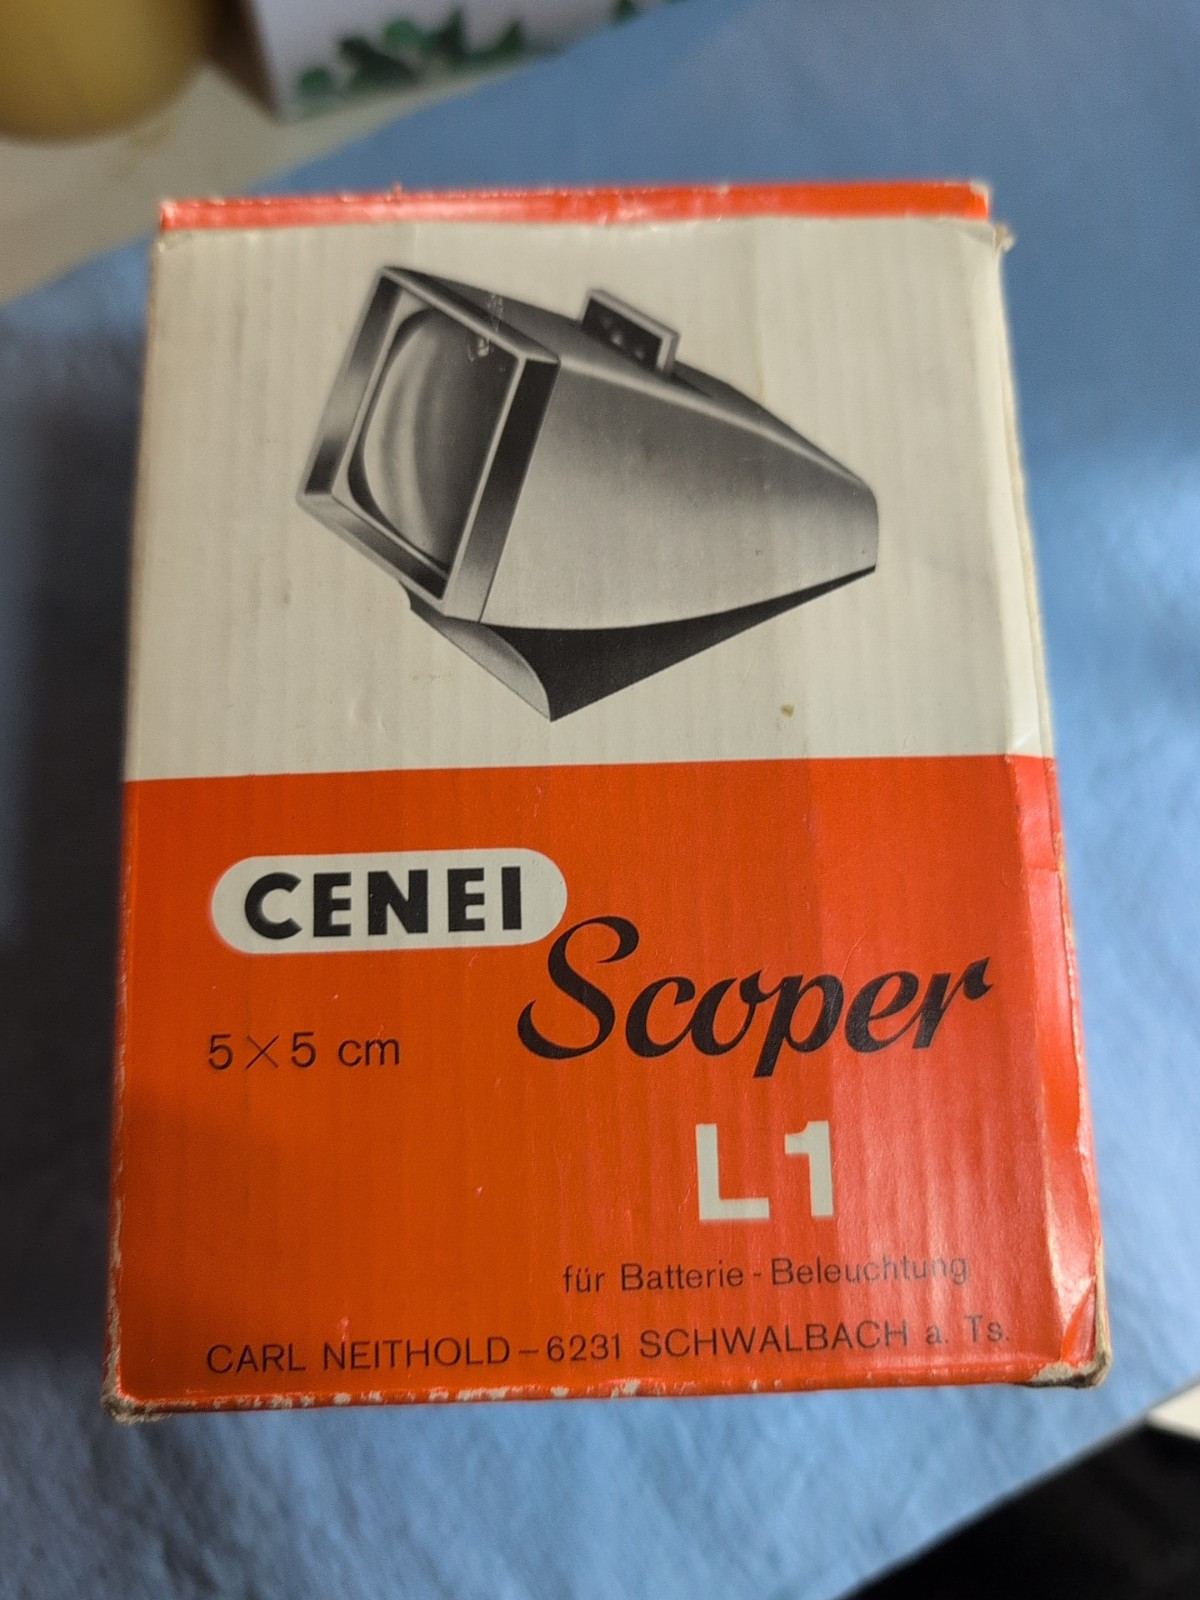 CENEI
Scoper
5 × 5 cm
L1
für Batterie - Beleuchtung
CARL NEITHOLD – 6231 SCHWALBACH a. Ts.